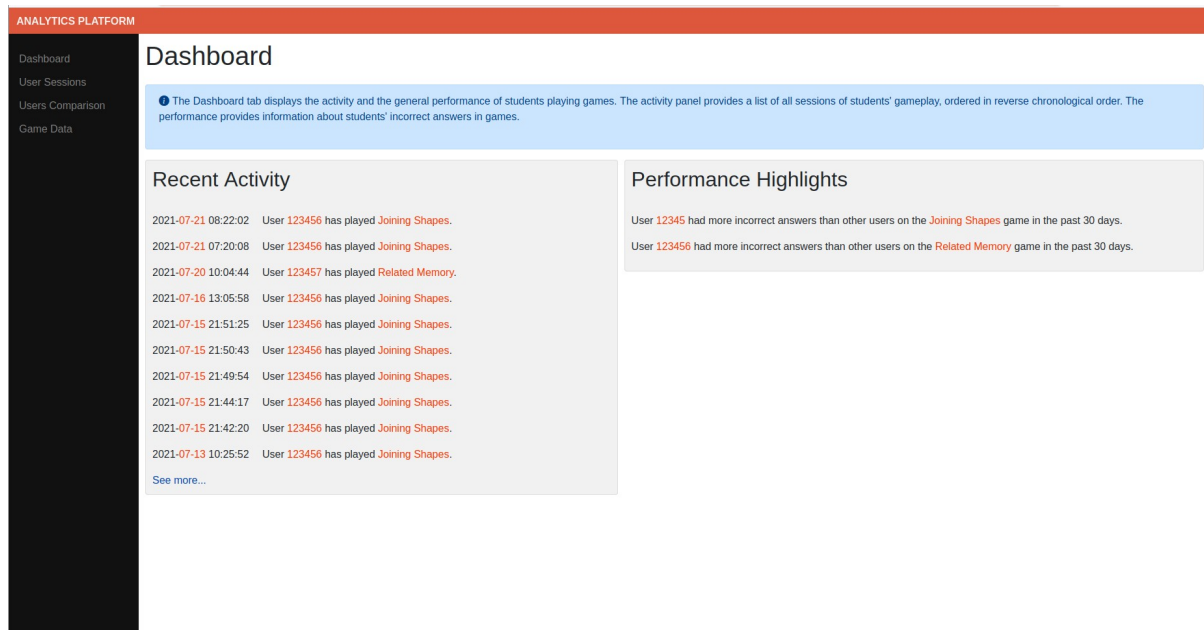 ANALYTICS PLATFORM
Dashboard
User Sessions
Users Comparison
Game Data
Dashboard
The Dashboard tab displays the activity and the general performance of students playing games. The activity panel provides a list of all sessions of students' gameplay, ordered in reverse chronological order. The
performance provides information about students' incorrect answers in games.
Recent Activity
2021-07-21 08:22:02 User 123456 has played Joining Shapes.
2021-07-21 07:20:08 User 123456 has played Joining Shapes.
2021-07-20 10:04:44 User 123457 has played Related Memory.
2021-07-16 13:05:58 User 123456 has played Joining Shapes.
2021-07-15 21:51:25 User 123456 has played Joining Shapes.
2021-07-15 21:50:43 User 123456 has played Joining Shapes.
2021-07-15 21:49:54 User 123456 has played Joining Shapes.
2021-07-15 21:44:17 User 123456 has played Joining Shapes.
2021-07-15 21:42:20 User 123456 has played Joining Shapes.
2021-07-13 10:25:52 User 123456 has played Joining Shapes.
See more...
Performance Highlights
User 12345 had more incorrect answers than other users on the Joining Shapes game in the past 30 days.
User 123456 had more incorrect answers than other users on the Related Memory game in the past 30 days.